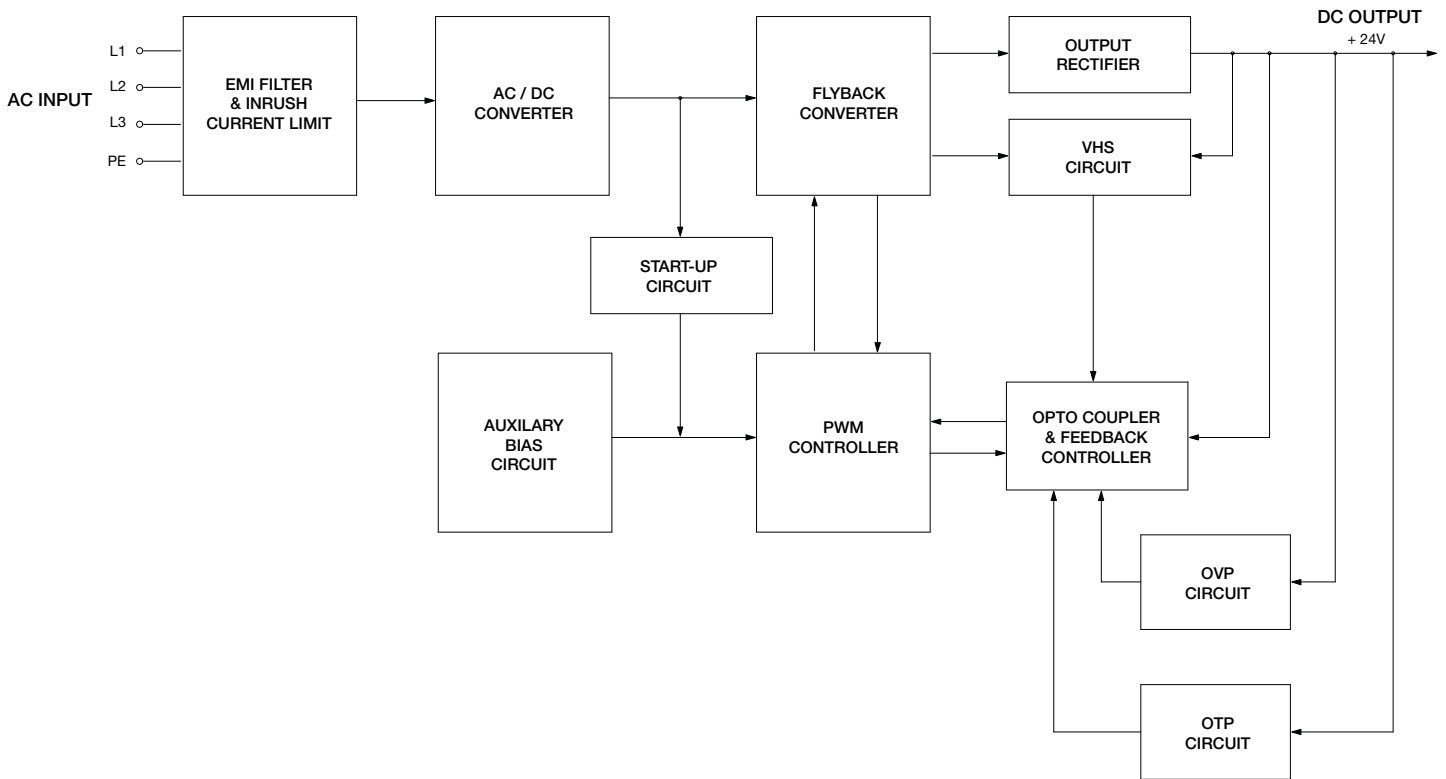 DC OUTPUT
+ 24V
AC INPUT
L1
L2
L3
PE
EMI FILTER
& INRUSH
CURRENT LIMIT
AC / DC
CONVERTER
FLYBACK
CONVERTER
OUTPUT
RECTIFIER
VHS
CIRCUIT
START-UP
CIRCUIT
AUXILARY
BIAS
CIRCUIT
PWM
CONTROLLER
OPTO COUPLER
& FEEDBACK
CONTROLLER
OVP
CIRCUIT
OTP
CIRCUIT